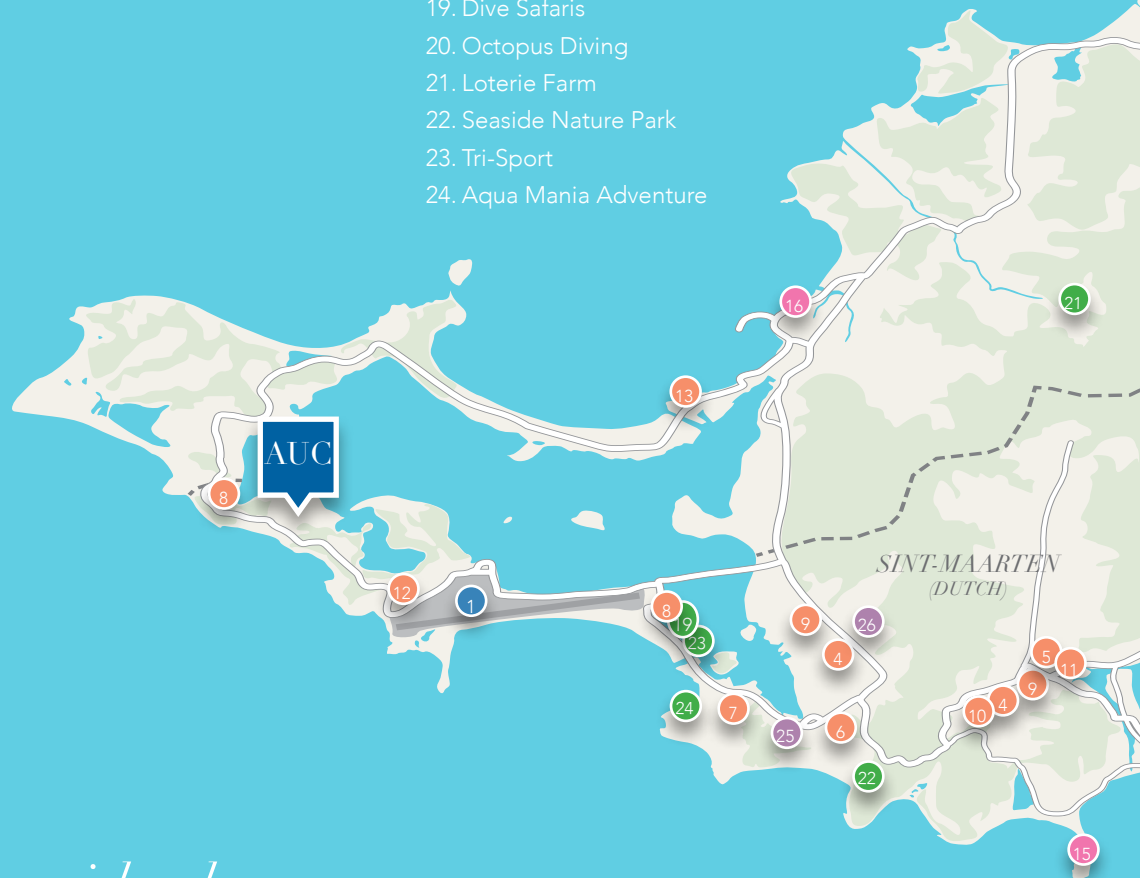 19. Dive Safaris
20. Octopus Diving
21. Loterie Farm
22. Seaside Nature Park
23. Tri-Sport
24. Aqua Mania Adventure
16
21
13
AUC
8
SINT-MAARTEN
(DUTCH)
12
1
8
19
23
9
26
4
5
11
9
4
10
24
7
25
6
22
15